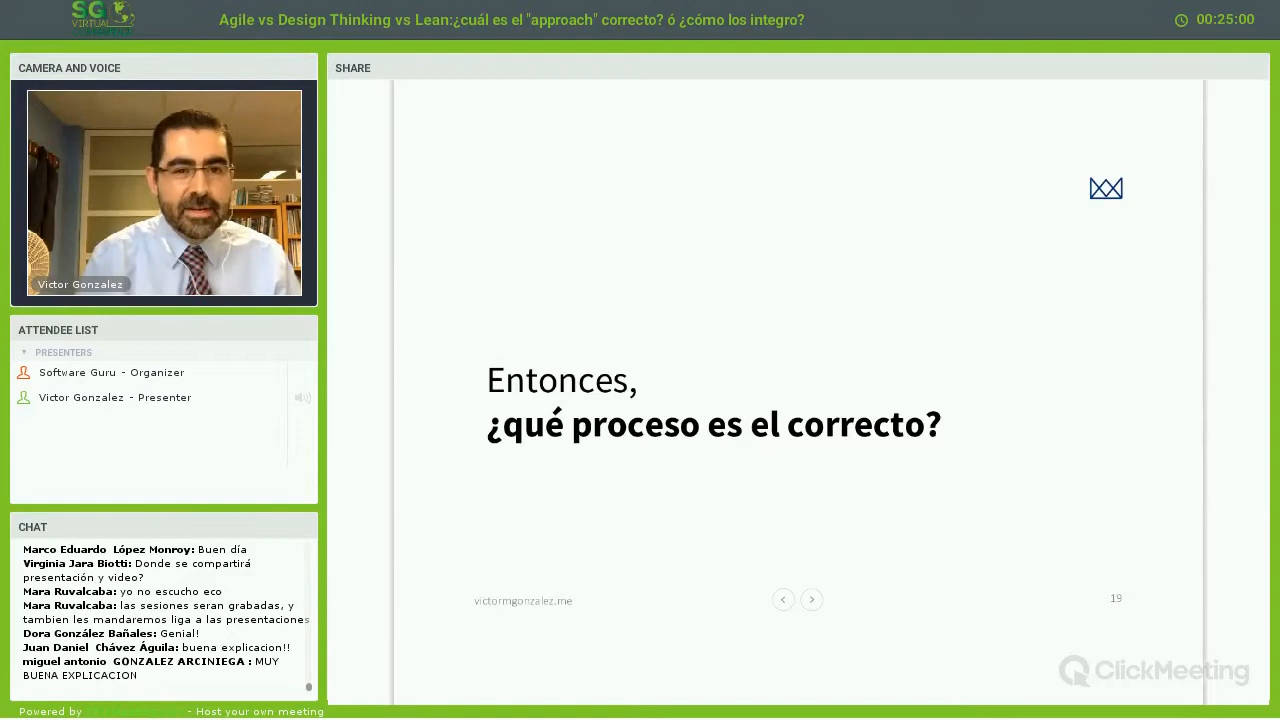 SG
VIRTUAL
Agile vs Design Thinking vs Lean:¿cuál es el "approach" correcto? ó ¿cómo los integro?
00:25:00
CAMERA AND VOICE
Victor Gonzalez
ATTENDEE LIST
PRESENTERS
Software Guru - Organizer
Victor Gonzalez - Presenter
CHAT
Marco Eduardo López Monroy: Buen día
Virginia Jara Biotti: Donde se compartirá
presentación y video?
Mara Ruvalcaba: yo no escucho eco
Mara Ruvalcaba: las sesiones seran grabadas, y
tambien les mandaremos liga a las presentaciones
Dora González Bañales: Genial!
Juan Daniel Chávez Águila: buena explicacion!!
miguel antonio GONZALEZ ARCINIEGA : MUY
BUENA EXPLICACION
Powered by - Host your own meeting
SHARE
Entonces,
¿qué proceso es el correcto?
victormgonzalez.me
19
ClickMeeting